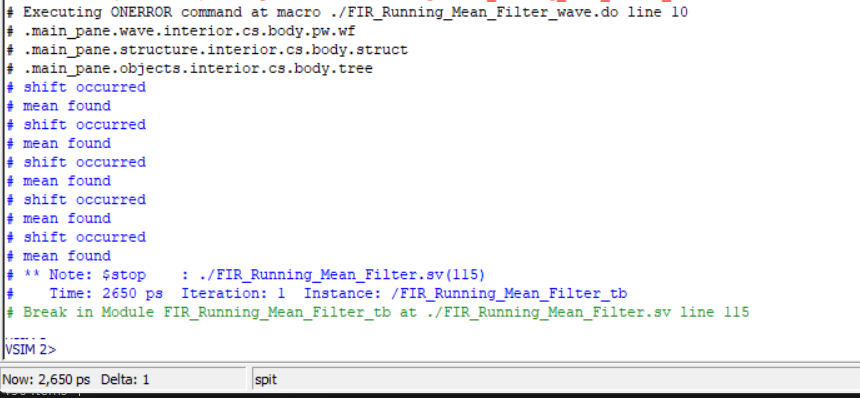 # Executing ONERROR command at macro ./FIR_Running_Mean_Filter_wave.do line 10
# .main_pane.wave.interior.cs.body.pw.wf
# .main_pane.structure.interior.cs.body.struct
# .main_pane.objects.interior.cs.body.tree
# shift occurred
# mean found
# shift occurred
# mean found
# shift occurred
# mean found
# shift occurred
# mean found
# shift occurred
# mean found
# ** Note: $stop    : ./FIR_Running_Mean_Filter.sv(115)
#    Time: 2650 ps  Iteration: 1  Instance: /FIR_Running_Mean_Filter_tb
# Break in Module FIR_Running_Mean_Filter_tb at ./FIR_Running_Mean_Filter.sv line 115
VSIM 2>
Now: 2,650 ps  Delta: 1
spit